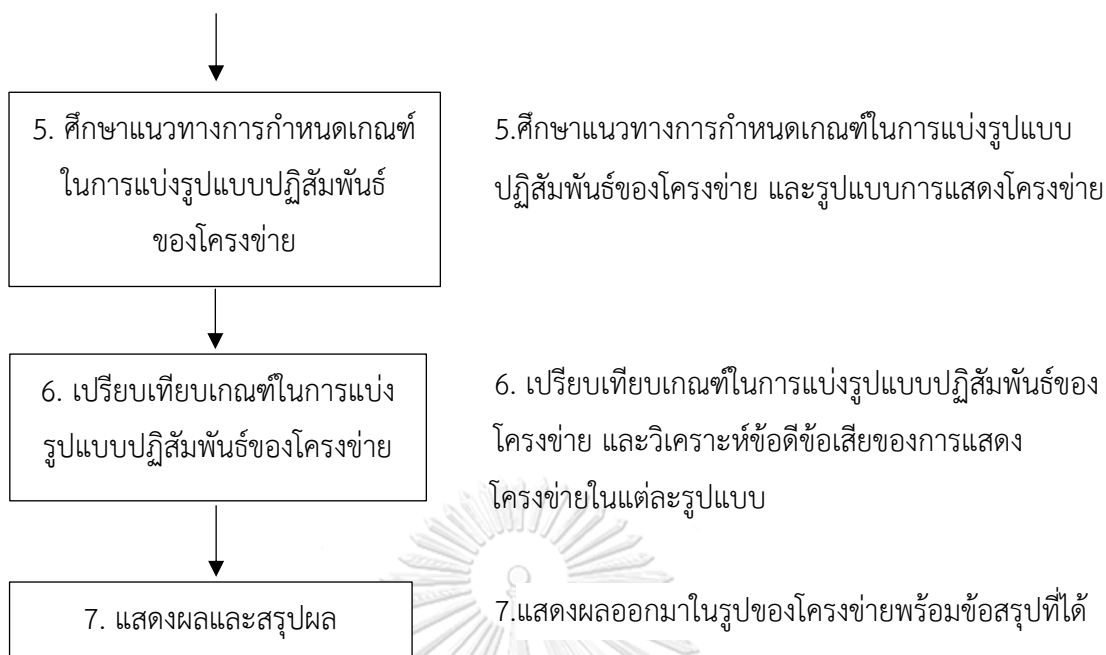 5. ศึกษาแนวทางการกำหนดเกณฑ์
ในการแบ่งรูปแบบปฏิสัมพันธ์
ของโครงข่าย
5.ศึกษาแนวทางการกำหนดเกณฑ์ในการแบ่งรูปแบบ
ปฏิสัมพันธ์ของโครงข่าย และรูปแบบการแสดงโครงข่าย
6. เปรียบเทียบเกณฑ์ในการแบ่ง
รูปแบบปฏิสัมพันธ์ของโครงข่าย
6. เปรียบเทียบเกณฑ์ในการแบ่งรูปแบบปฏิสัมพันธ์ของ
โครงข่าย และวิเคราะห์ข้อดีข้อเสียของการแสดง
โครงข่ายในแต่ละรูปแบบ
7. แสดงผลและสรุปผล
7.แสดงผลออกมาในรูปของโครงข่ายพร้อมข้อสรุปที่ได้